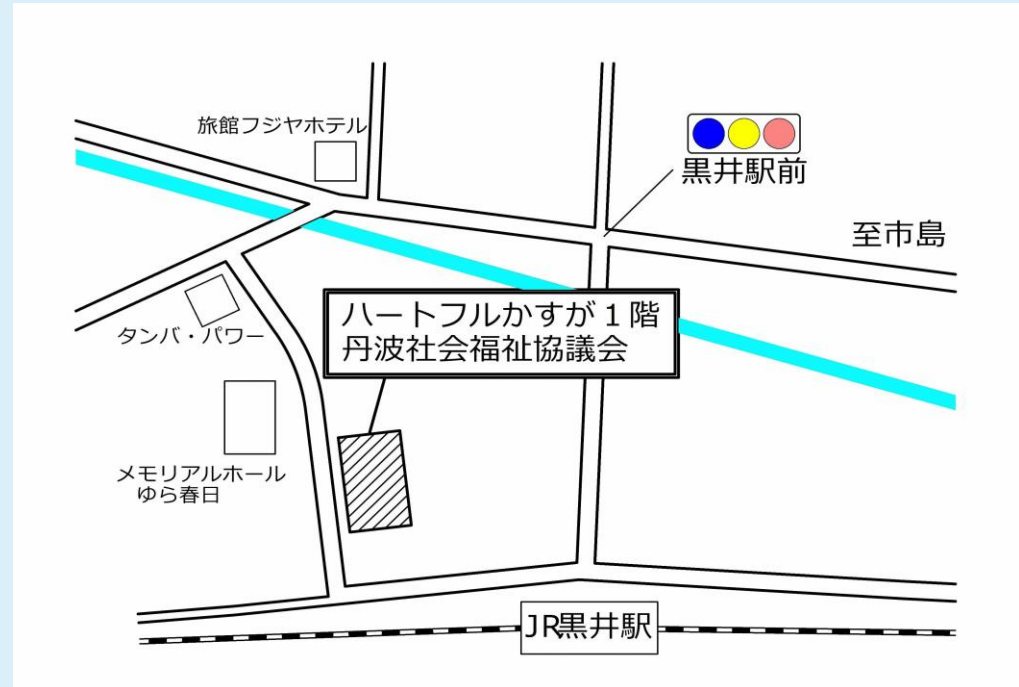 旅館フジヤホテル
黒井駅前
至市島
ハートフルかすが1階
丹波社会福祉協議会
タンバ・パワー
メモリアルホール
ゆら春日
JR黒井駅